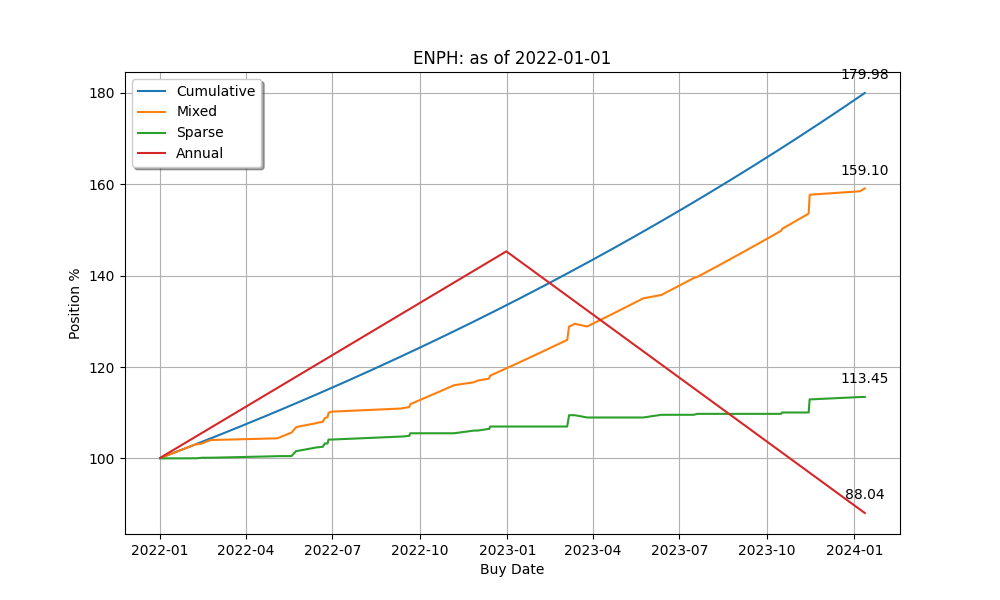 ENPH: as of 2022-01-01
179.98
180
Cumulative
Mixed
Sparse
Annual
159.10
160
140
120
113.45
100
88.04
Position %
2022-01 2022-04 2022-07 2022-10 2023-01 2023-04 2023-07 2023-10 2024-01
Buy Date